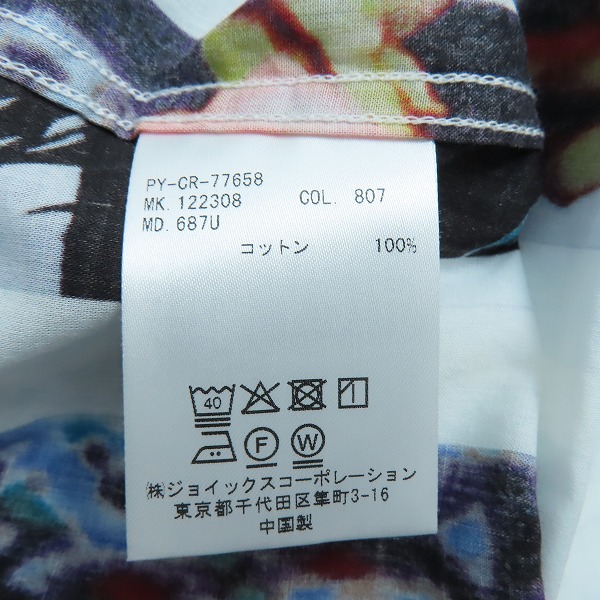 PY-CR-77658
MK. 122308 COL. 807
MD. 687U
コットン 100%
40
F W
㈱ジョイックスコーポレーション
東京都千代田区隼町3-16
中国製